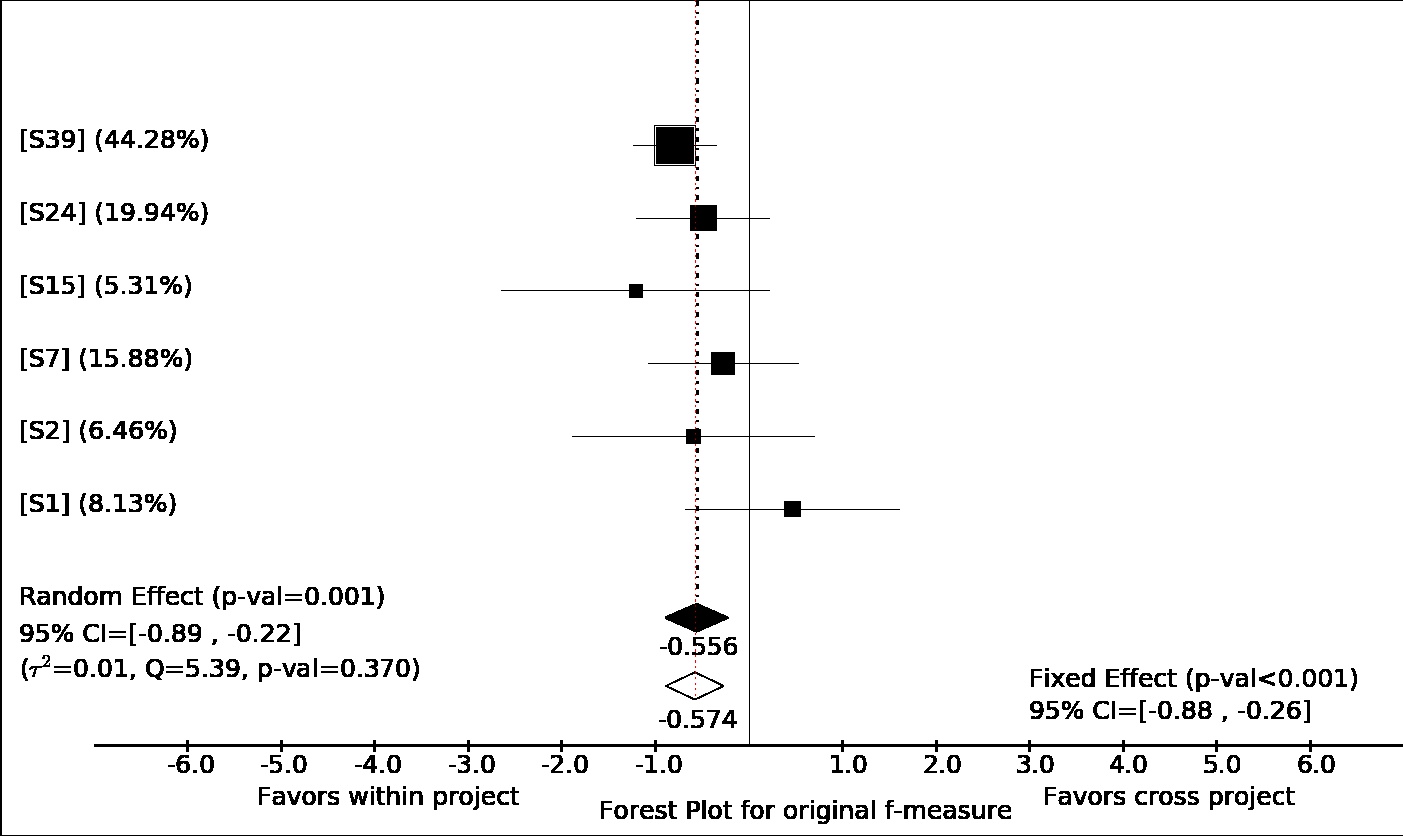 [S39] (44.28%)
[S24] (19.94%)
[S15] (5.31%)
[S7] (15.88%)
[S2] (6.46%)
[S1] (8.13%)
Random Effect (p-val=0.001)
95% CI=[-0.89 , -0.22]
(τ²=0.01, Q=5.39, p-val=0.370)
-0.556
-0.574
Fixed Effect (p-val<0.001)
95% CI=[-0.88 , -0.26]
-6.0 -5.0 -4.0 -3.0 -2.0 -1.0 1.0 2.0 3.0 4.0 5.0 6.0
Favors within project
Forest Plot for original f-measure
Favors cross project